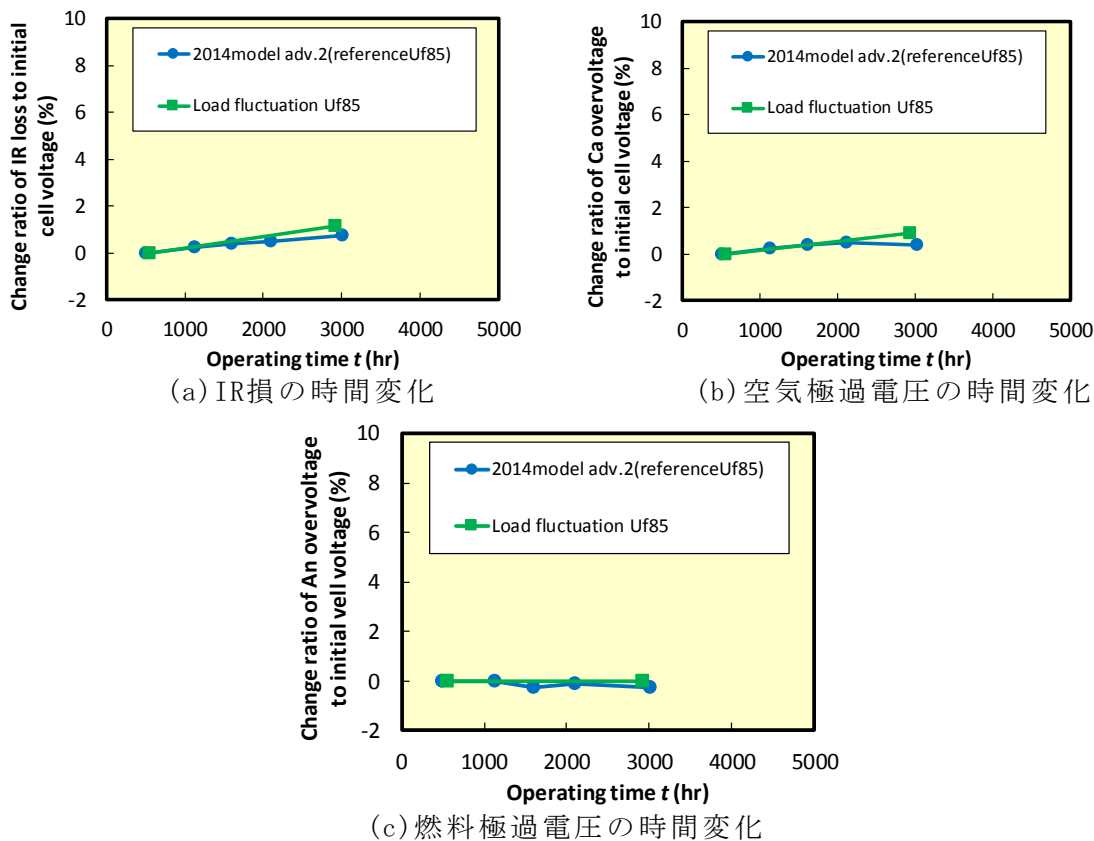 Change ratio of IR loss to initial
cell voltage (%)
10
8
6
4
2
0
-2
2014model adv.2(referenceUf85)
Load fluctuation Uf85
0 1000 2000 3000 4000 5000
Operating time t (hr)
(a)IR損の時間変化
Change ratio of Ca overvoltage
to initial cell voltage (%)
10
8
6
4
2
0
-2
2014model adv.2(referenceUf85)
Load fluctuation Uf85
0 1000 2000 3000 4000 5000
Operating time t (hr)
(b)空気極過電圧の時間変化
Change ratio of An overvoltage
to initial vell voltage (%)
10
8
6
4
2
0
-2
2014model adv.2(referenceUf85)
Load fluctuation Uf85
0 1000 2000 3000 4000 5000
Operating time t (hr)
(c)燃料極過電圧の時間変化